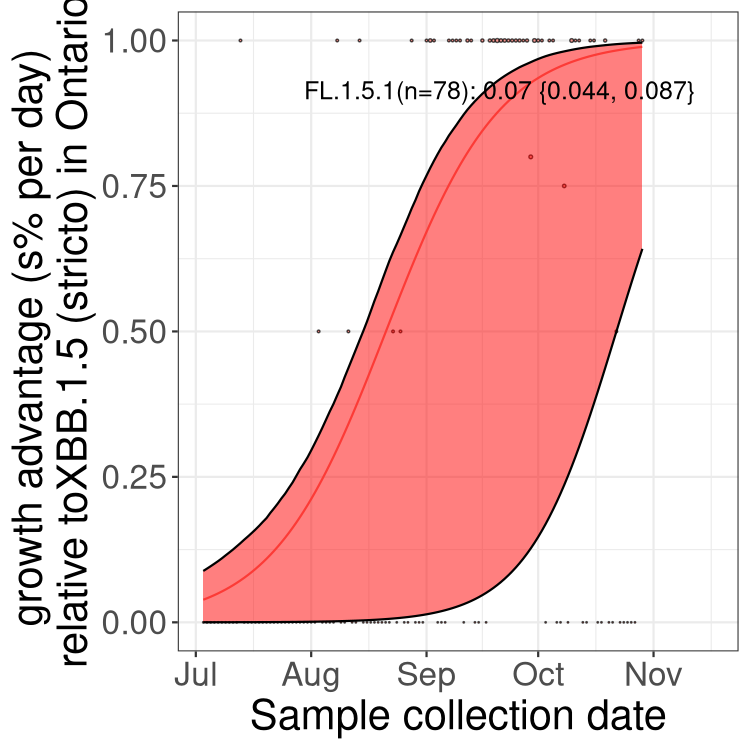 growth advantage (s% per day)
relative toXBB.1.5 (stricto) in Ontario
1.00
0.75
0.50
0.25
0.00
FL.1.5.1(n=78): 0.07 {0.044, 0.087}
Jul Aug Sep Oct Nov
Sample collection date